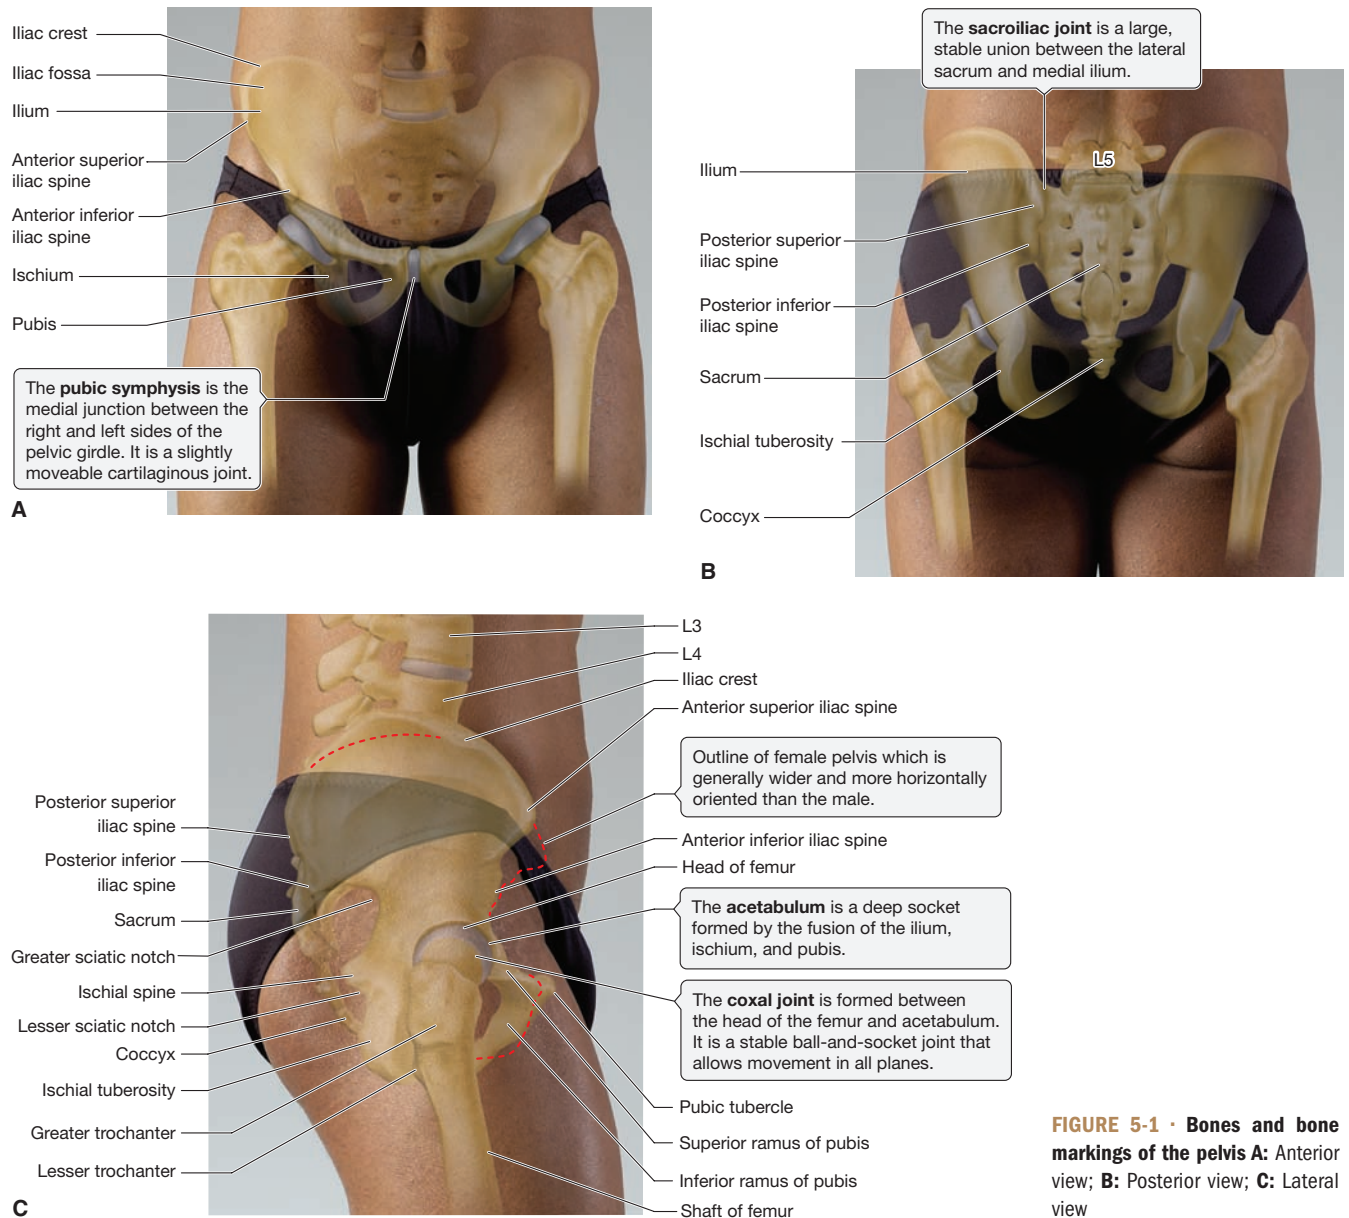 Iliac crest
Iliac fossa
Ilium
Anterior superior
iliac spine
Anterior inferior
iliac spine
Ischium
Pubis
The pubic symphysis is the
medial junction between the
right and left sides of the
pelvic girdle. It is a slightly
moveable cartilaginous joint.
A
The sacroiliac joint is a large,
stable union between the lateral
sacrum and medial ilium.
L5
Ilium
Posterior superior
iliac spine
Posterior inferior
iliac spine
Sacrum
Ischial tuberosity
Coccyx
B
Posterior superior
iliac spine
Posterior inferior
iliac spine
Sacrum
Greater sciatic notch
Ischial spine
Lesser sciatic notch
Coccyx
Ischial tuberosity
Greater trochanter
Lesser trochanter
C
L3
L4
Iliac crest
Anterior superior iliac spine
Outline of female pelvis which is
generally wider and more horizontally
oriented than the male.
Anterior inferior iliac spine
Head of femur
The acetabulum is a deep socket
formed by the fusion of the ilium,
ischium, and pubis.
The coxal joint is formed between
the head of the femur and acetabulum.
It is a stable ball-and-socket joint that
allows movement in all planes.
Pubic tubercle
Superior ramus of pubis
Inferior ramus of pubis
Shaft of femur
FIGURE 5-1 · Bones and bone
markings of the pelvis A: Anterior
view; B: Posterior view; C: Lateral
view